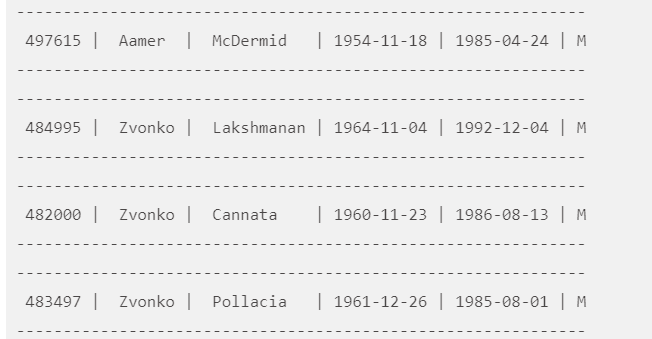 ---------------------------------------------------------------
497615 |  Aamer  |  McDermid   | 1954-11-18 | 1985-04-24 | M
---------------------------------------------------------------
---------------------------------------------------------------
484995 |  Zvonko |  Lakshmanan | 1964-11-04 | 1992-12-04 | M
---------------------------------------------------------------
---------------------------------------------------------------
482000 |  Zvonko |  Cannata    | 1960-11-23 | 1986-08-13 | M
---------------------------------------------------------------
---------------------------------------------------------------
483497 |  Zvonko |  Pollacia   | 1961-12-26 | 1985-08-01 | M
---------------------------------------------------------------